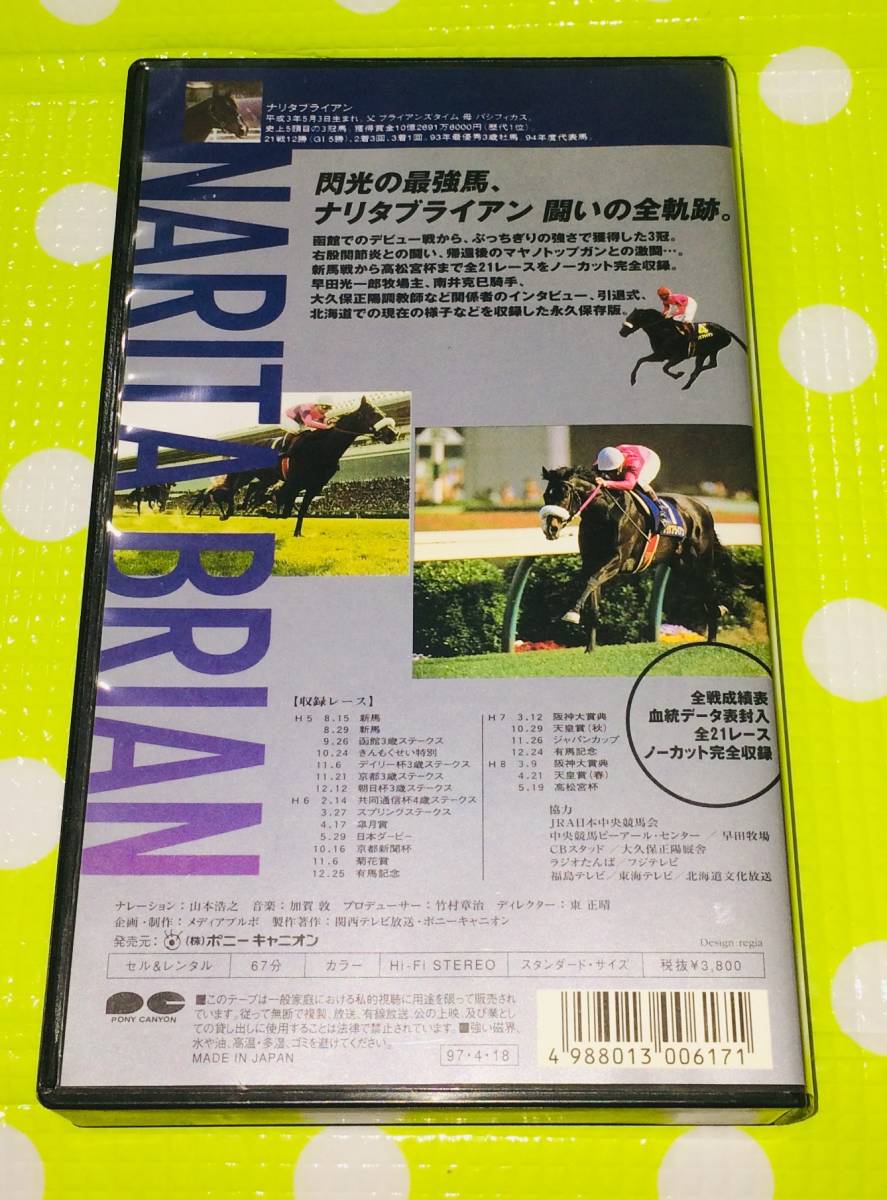 ナリタブライアン
平成3年5月3日生まれ、父 ブライアンズタイム 母 パシフィカス。
史上5頭目の3冠馬。獲得賞金10億2691万6000円(歴代1位)。
21戦12勝(GI 5勝)、2着3回、3着1回。93年最優秀3歳牡馬、94年度代表馬。
NARITA BRIAN
閃光の最強馬、
ナリタブライアン 闘いの全軌跡。
函館でのデビュー戦から、ぶっちぎりの強さで獲得した3冠。
右股関節炎との闘い、帰還後のマヤノトップガンとの激闘…。
新馬戦から高松宮杯まで全21レースをノーカット完全収録。
早田光一郎牧場主、南井克巳騎手、
大久保正陽調教師など関係者のインタビュー、引退式、
北海道での現在の様子などを収録した永久保存版。
4
【収録レース】
H5 8.15 新馬
8.29 新馬
9.26 函館3歳ステークス
10.24 きんもくせい特別
11.6 デイリー杯3歳ステークス
11.21 京都3歳ステークス
12.12 朝日杯3歳ステークス
H6 2.14 共同通信杯4歳ステークス
3.27 スプリングステークス
4.17 皐月賞
5.29 日本ダービー
10.16 京都新聞杯
11.6 菊花賞
12.25 有馬記念
H7 3.12 阪神大賞典
10.29 天皇賞(秋)
11.26 ジャパンカップ
12.24 有馬記念
H8 3.9 阪神大賞典
4.21 天皇賞(春)
5.19 高松宮杯
全戦成績表
血統データ表封入
全21レース
ノーカット完全収録
協力
JRA日本中央競馬会
中央競馬ピーアール・センター/早田牧場
CBスタッド/大久保正陽厩舎
ラジオたんぱ/フジテレビ
福島テレビ/東海テレビ/北海道文化放送
ナレーション:山本浩之 音楽:加賀 敦 プロデューサー:竹村章治 ディレクター:東 正晴
企画・制作:メディアプルポ 製作著作:関西テレビ放送・ポニーキャニオン
発売元: (株)ポニーキャニオン
Design:regia
セル&レンタル 67分 カラー Hi-Fi STEREO スタンダード・サイズ 税抜¥3,800
PONY CANYON
■このテープは一般家庭における私的視聴に用途を限って販売され
ています。従って無断で複製、放送、有線放送、公の上映、及び業とし
ての貸し出しに使用することは法律で禁止されています。■強い磁界、
水や油、高温・多湿、ゴミを避けてください。
MADE IN JAPAN
97・4・18
4 988013 006171